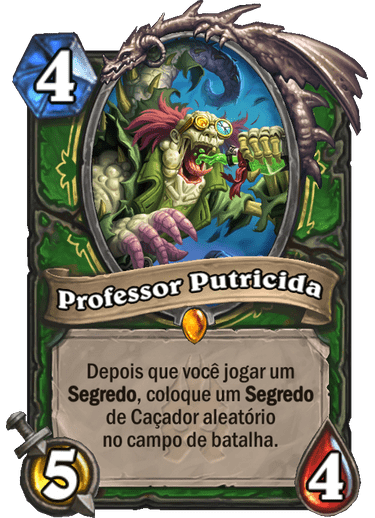 4
Professor Putricida
Depois que você jogar um
Segredo, coloque um Segredo
de Caçador aleatório
no campo de batalha.
5
4